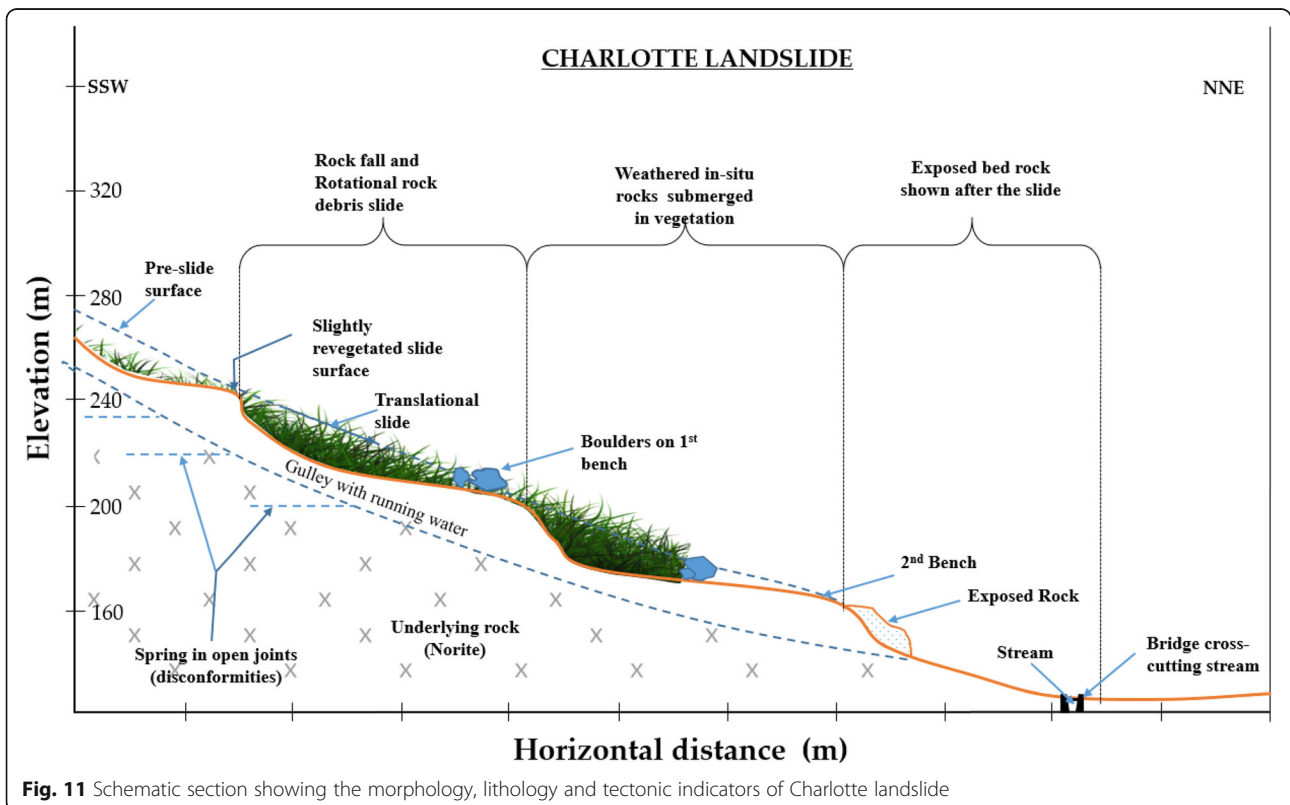 CHARLOTTE LANDSLIDE
SSW
NNE
Rock fall and
Rotational rock
debris slide
Weathered in-situ
rocks submerged
in vegetation
Exposed bed rock
shown after the slide
320
280
240
200
160
Elevation (m)
Pre-slide
surface
Slightly
revegetated slide
surface
Translational
slide
Boulders on 1st
bench
Gulley with running water
2nd Bench
Exposed Rock
Underlying rock
(Norite)
Spring in open joints
(disconformities)
Stream
Bridge cross-
cutting stream
Horizontal distance (m)
Fig. 11 Schematic section showing the morphology, lithology and tectonic indicators of Charlotte landslide